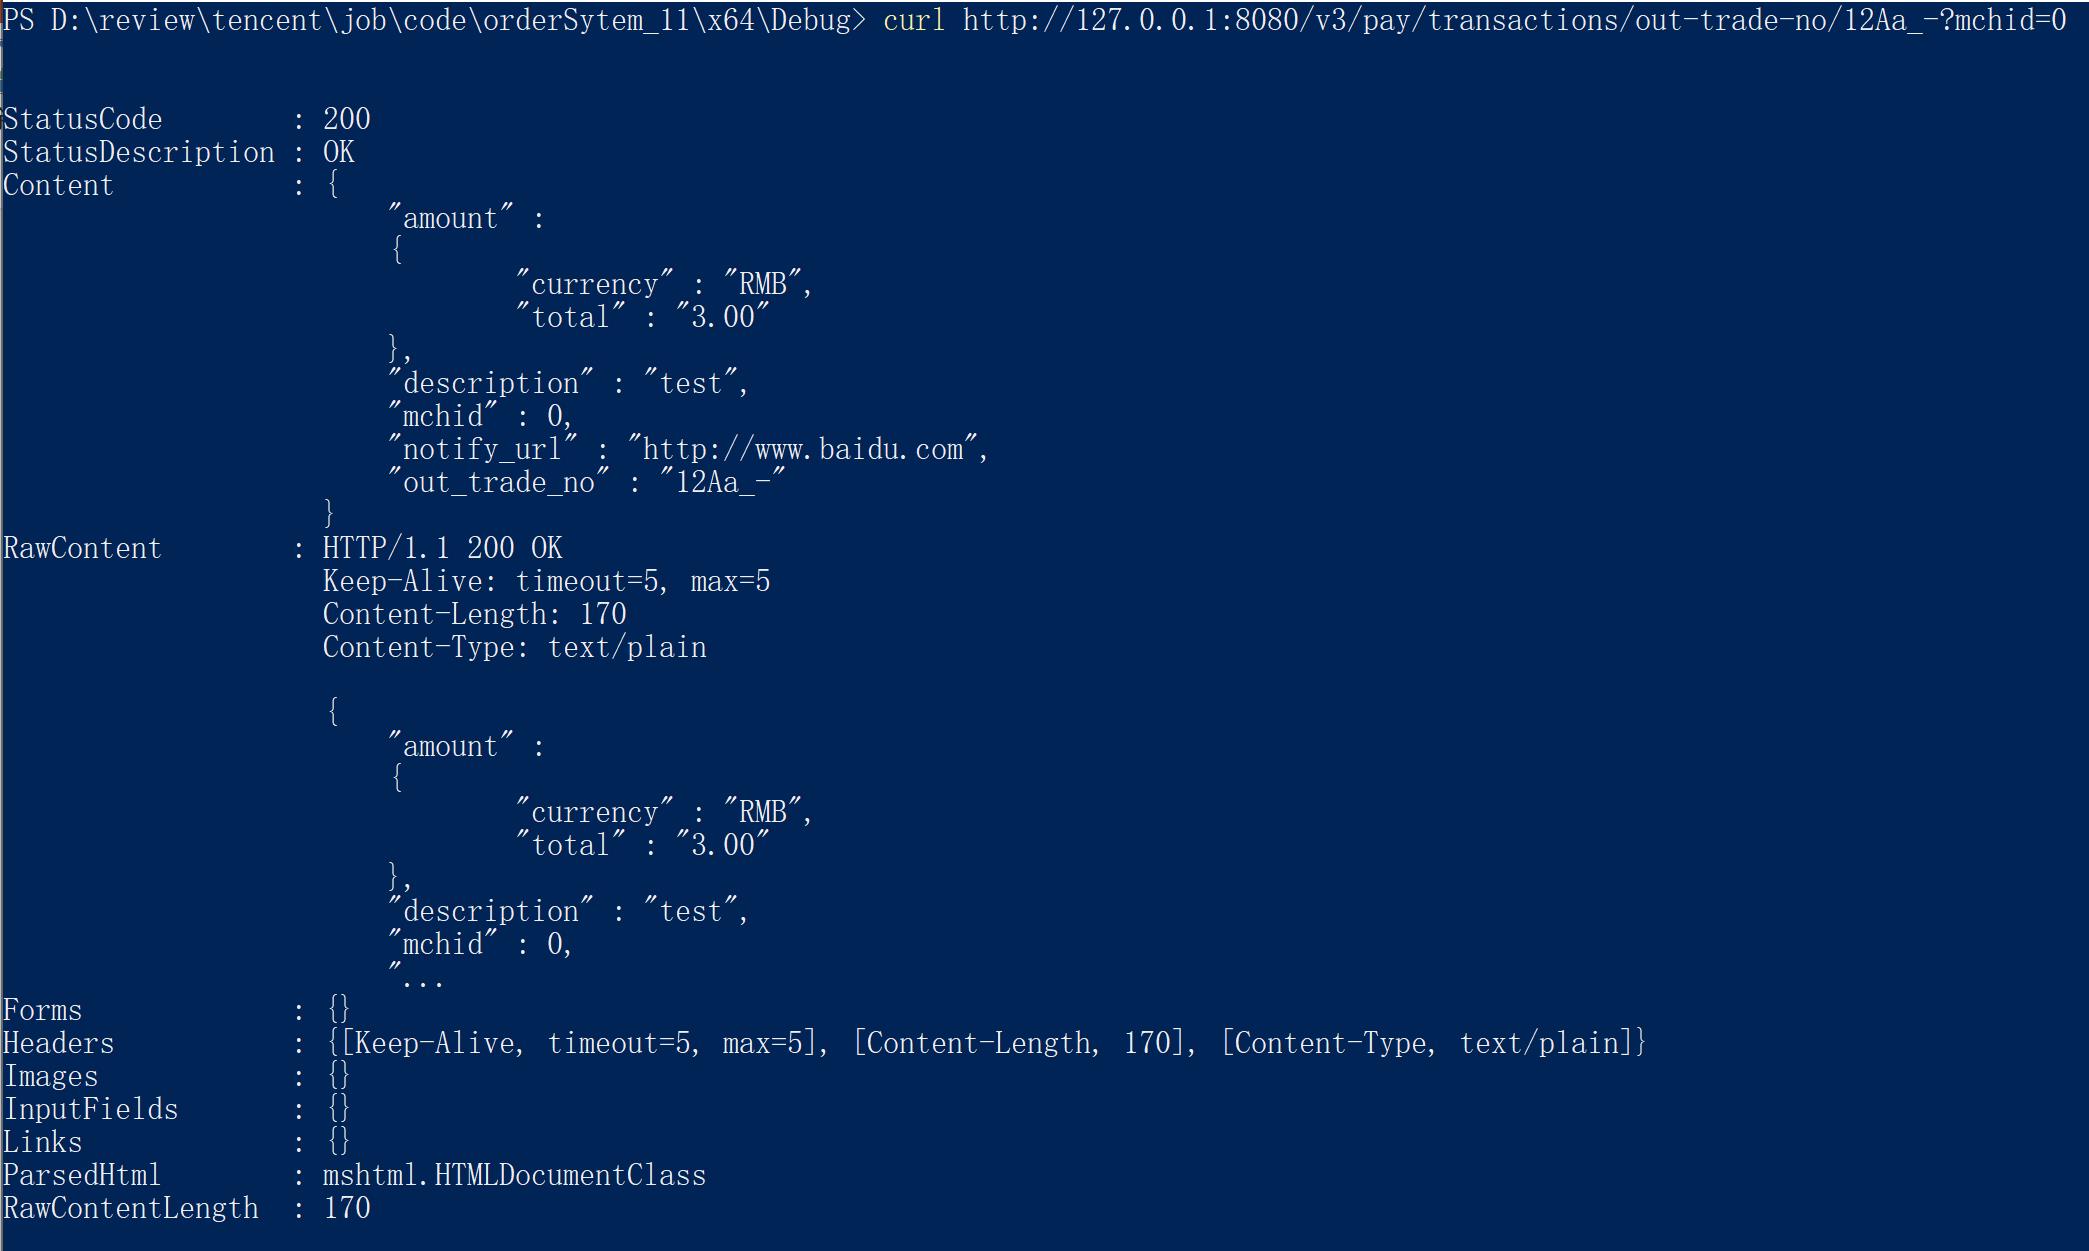 PS D:\review\tencent\job\code\orderSytem_11\x64\Debug> curl http://127.0.0.1:8080/v3/pay/transactions/out-trade-no/12Aa_-?mchid=0
StatusCode : 200
StatusDescription : OK
Content : {
"amount" :
{
"currency" : "RMB",
"total" : "3.00"
},
"description" : "test",
"mchid" : 0,
"notify_url" : "http://www.baidu.com",
"out_trade_no" : "12Aa_-"
}
RawContent : HTTP/1.1 200 OK
Keep-Alive: timeout=5, max=5
Content-Length: 170
Content-Type: text/plain
{
"amount" :
{
"currency" : "RMB",
"total" : "3.00"
},
"description" : "test",
"mchid" : 0,
"...
Forms : {}
Headers : {[Keep-Alive, timeout=5, max=5], [Content-Length, 170], [Content-Type, text/plain]}
Images : {}
InputFields : {}
Links : {}
ParsedHtml : mshtml.HTMLDocumentClass
RawContentLength : 170